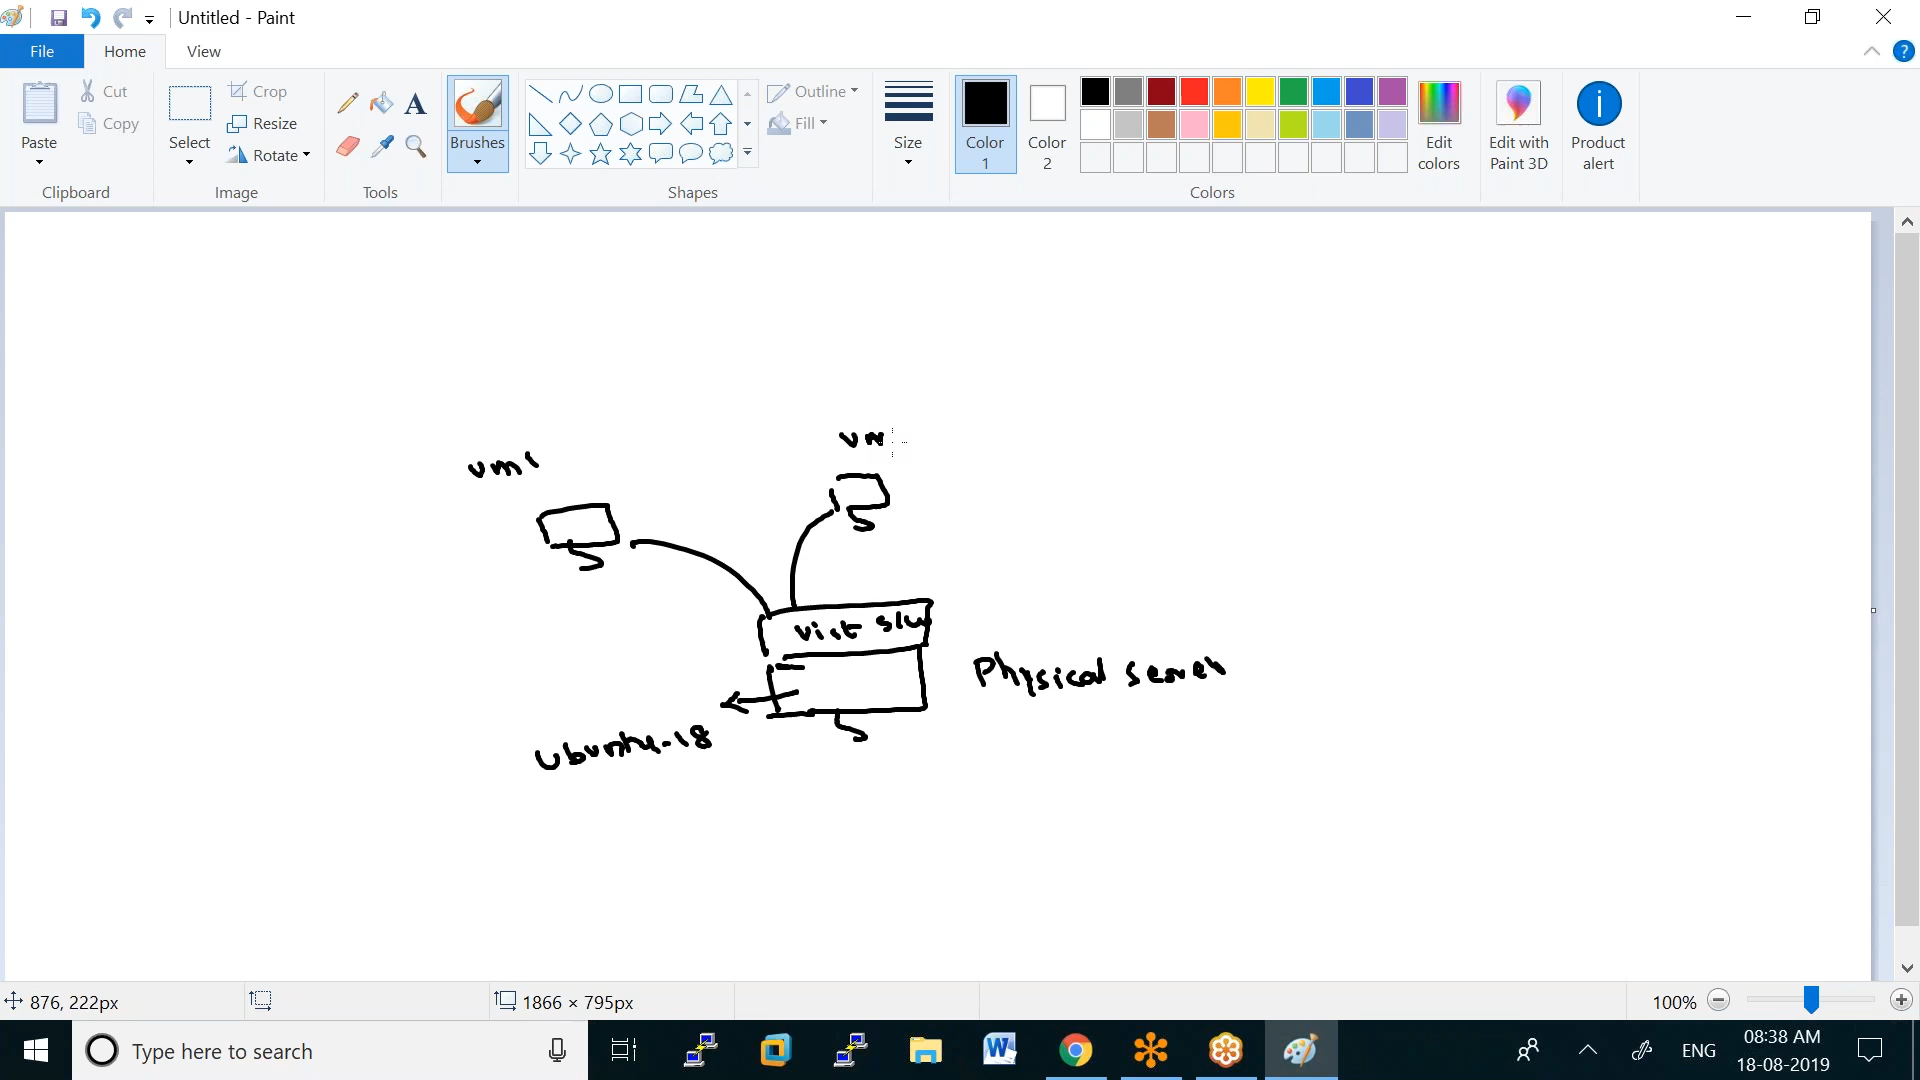 Untitled - Paint
File
Home
View
Paste
Cut
Copy
Clipboard
Select
Crop
Resize
Rotate
Image
Tools
Brushes
Shapes
Outline
Fill
Size
Color
1
Color
2
Colors
Edit
colors
Edit with
Paint 3D
Product
alert
vm
vm1
virt s/w
Physical server
Ubuntu-18
876, 222px
1866 × 795px
100%
Type here to search
ENG
08:38 AM
18-08-2019